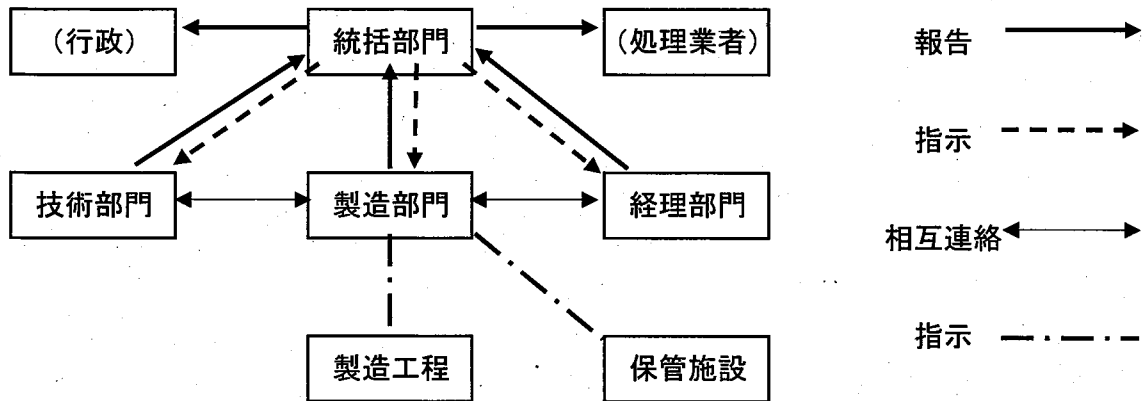 （行政）
統括部門
（処理業者）
報告
指示
技術部門
製造部門
経理部門
相互連絡
製造工程
保管施設
指示